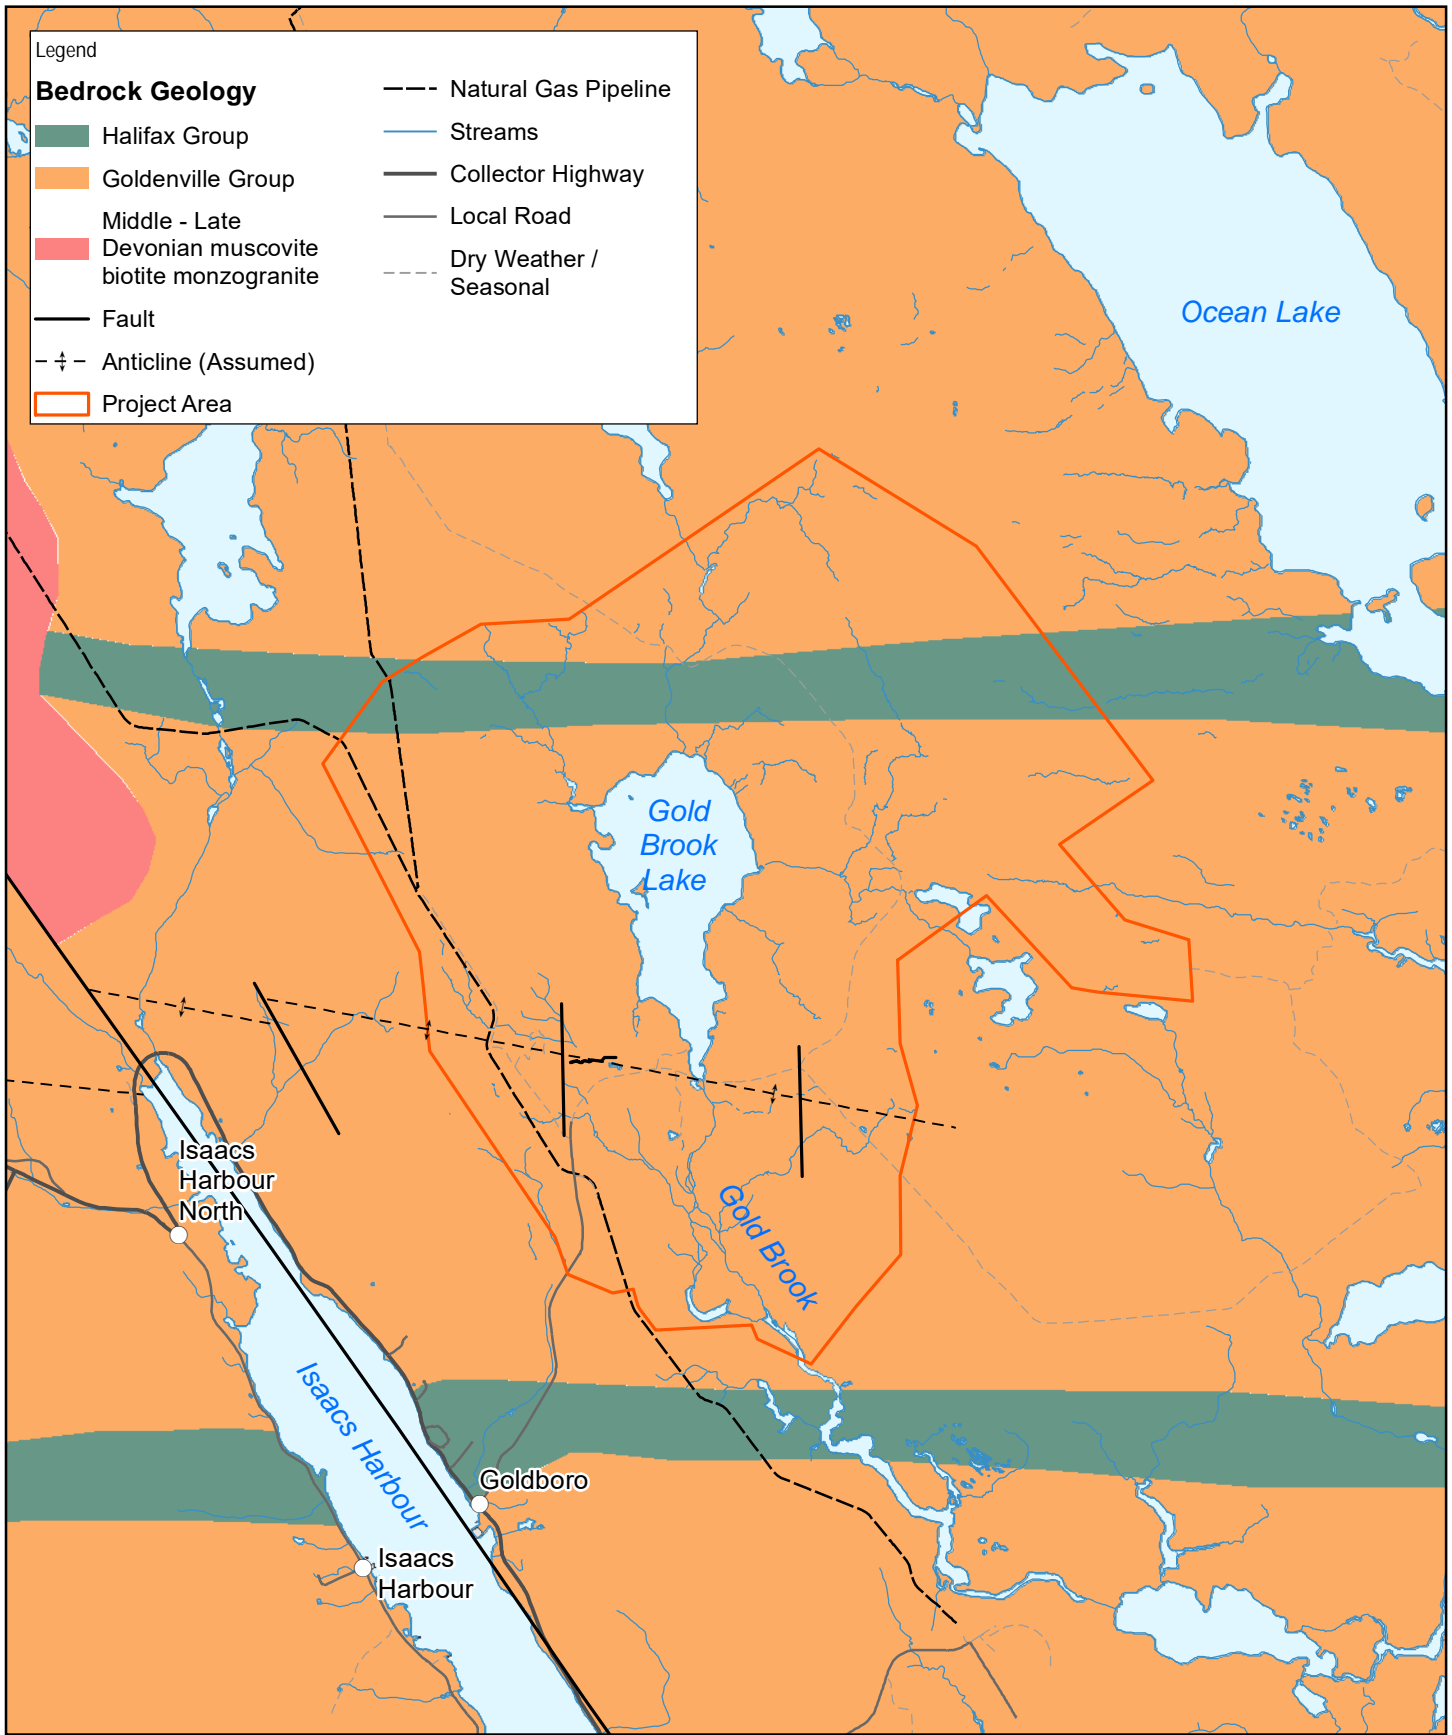 Legend
Bedrock Geology
Halifax Group
Goldenville Group
Middle - Late
Devonian muscovite
biotite monzogranite
Fault
Anticline (Assumed)
Project Area
Natural Gas Pipeline
Streams
Collector Highway
Local Road
Dry Weather /
Seasonal
Ocean Lake
Gold
Brook
Lake
Isaacs
Harbour
North
Gold Brook
Isaacs Harbour
Goldboro
Isaacs
Harbour